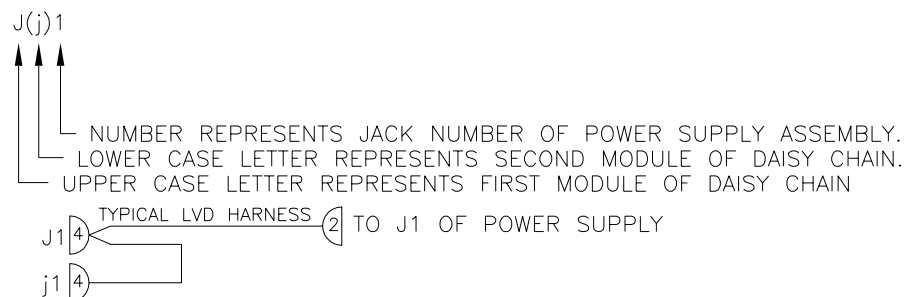 J(j)1
NUMBER REPRESENTS JACK NUMBER OF POWER SUPPLY ASSEMBLY.
LOWER CASE LETTER REPRESENTS SECOND MODULE OF DAISY CHAIN.
UPPER CASE LETTER REPRESENTS FIRST MODULE OF DAISY CHAIN
J1 4 TYPICAL LVD HARNESS 2 TO J1 OF POWER SUPPLY
j1 4